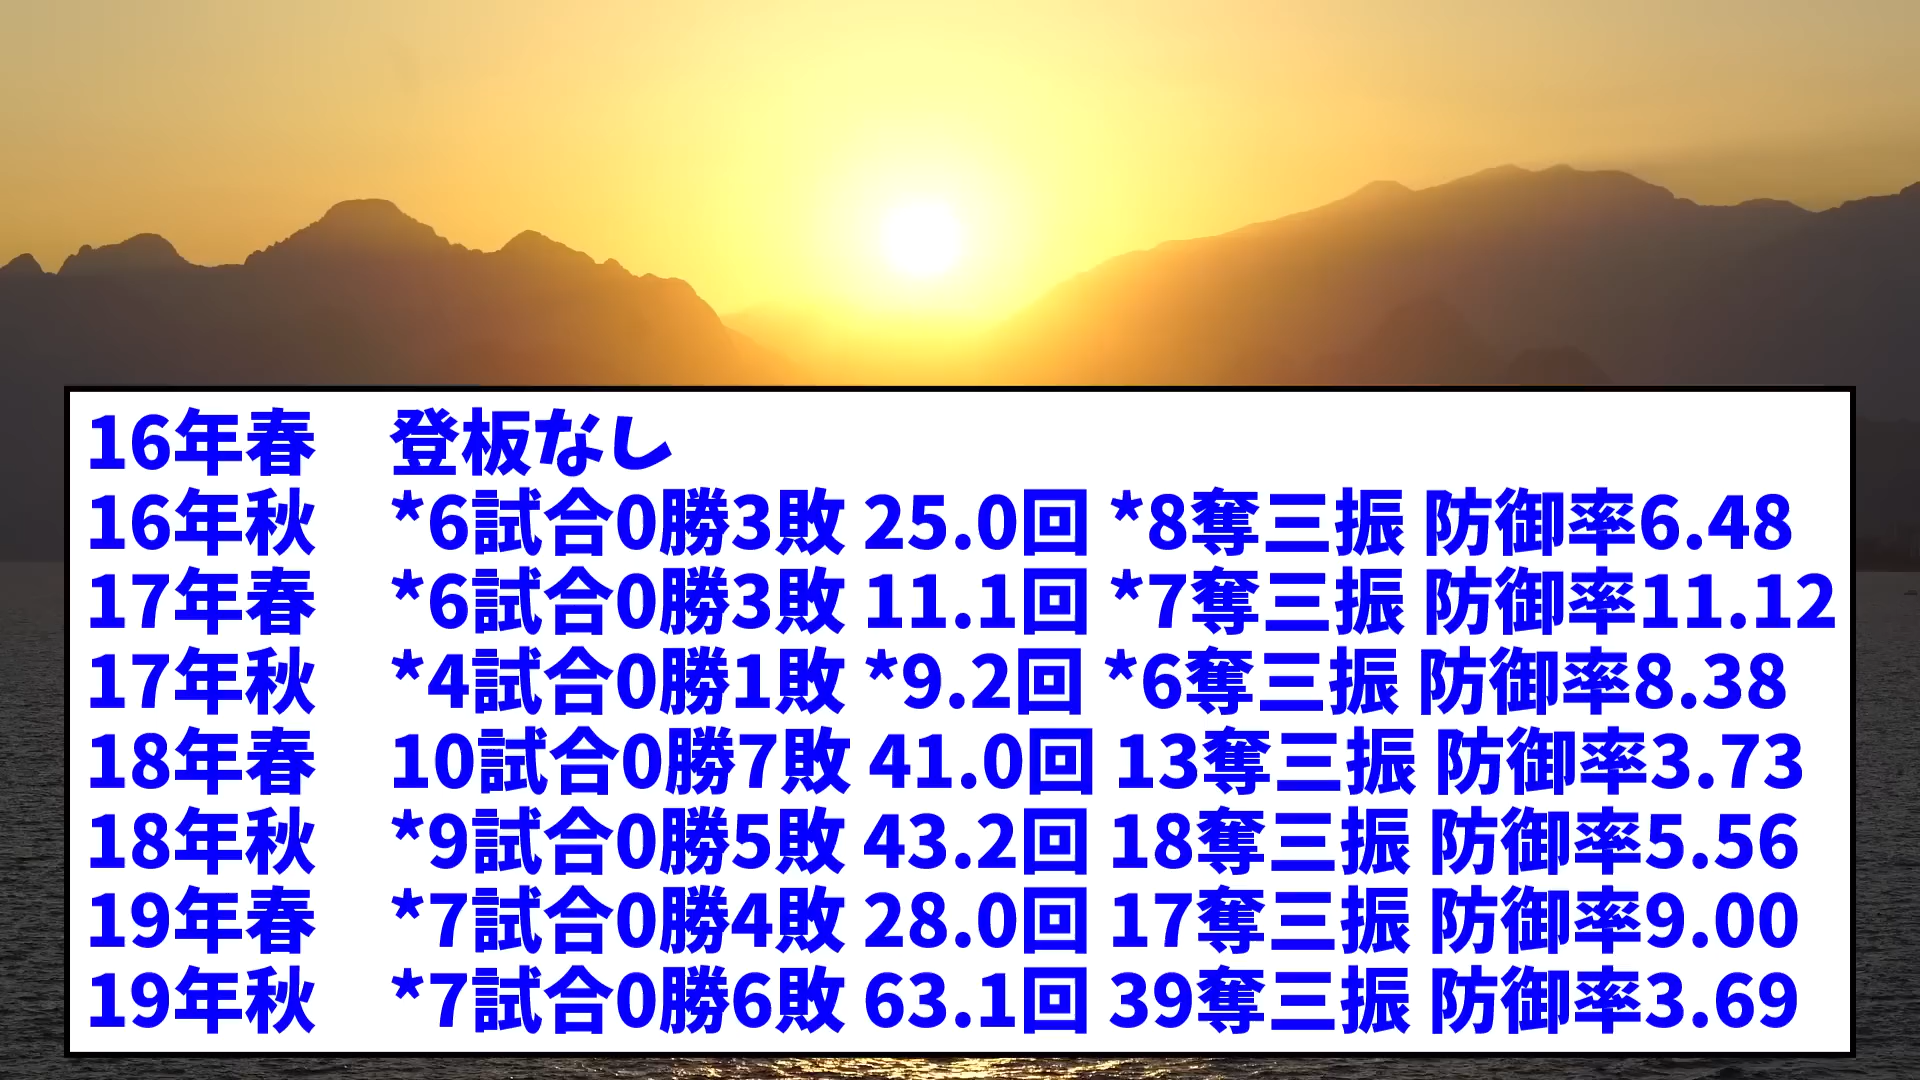 16年春　登板なし
16年秋　*6試合0勝3敗 25.0回 *8奪三振 防御率6.48
17年春　*6試合0勝3敗 11.1回 *7奪三振 防御率11.12
17年秋　*4試合0勝1敗 *9.2回 *6奪三振 防御率8.38
18年春　10試合0勝7敗 41.0回 13奪三振 防御率3.73
18年秋　*9試合0勝5敗 43.2回 18奪三振 防御率5.56
19年春　*7試合0勝4敗 28.0回 17奪三振 防御率9.00
19年秋　*7試合0勝6敗 63.1回 39奪三振 防御率3.69